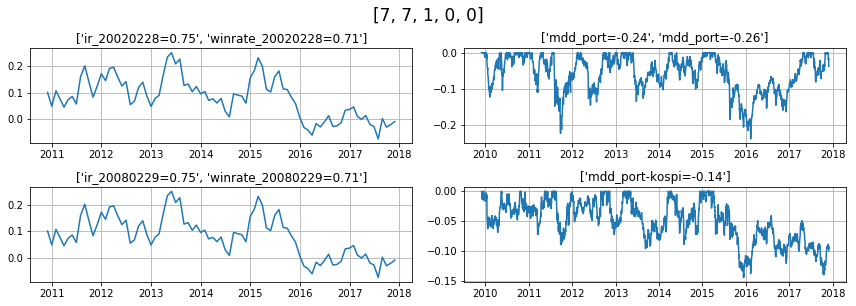 [7, 7, 1, 0, 0]
['ir_20020228=0.75', 'winrate_20020228=0.71']
0.2
0.1
0.0
2011 2012 2013 2014 2015 2016 2017 2018
['mdd_port=-0.24', 'mdd_port=-0.26']
0.0
−0.1
−0.2
2010 2011 2012 2013 2014 2015 2016 2017 2018
['ir_20080229=0.75', 'winrate_20080229=0.71']
0.2
0.1
0.0
2011 2012 2013 2014 2015 2016 2017 2018
['mdd_port-kospi=-0.14']
0.00
−0.05
−0.10
−0.15
2010 2011 2012 2013 2014 2015 2016 2017 2018